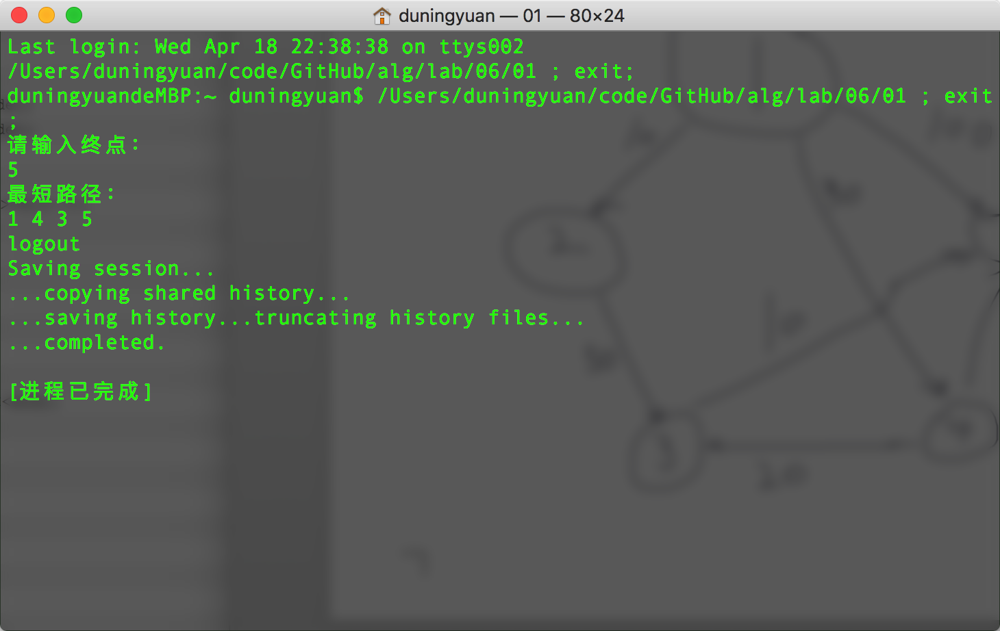 duningyuan — 01 — 80×24
Last login: Wed Apr 18 22:38:38 on ttys002
/Users/duningyuan/code/GitHub/alg/lab/06/01 ; exit;
duningyuandeMBP:~ duningyuan$ /Users/duningyuan/code/GitHub/alg/lab/06/01 ; exit
;
请输入终点：
5
最短路径：
1 4 3 5
logout
Saving session...
...copying shared history...
...saving history...truncating history files...
...completed.
[进程已完成]